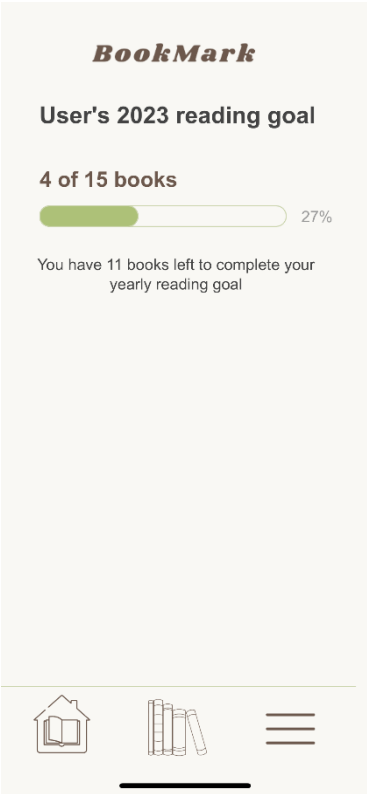 BookMark
User's 2023 reading goal
4 of 15 books
27%
You have 11 books left to complete your
yearly reading goal